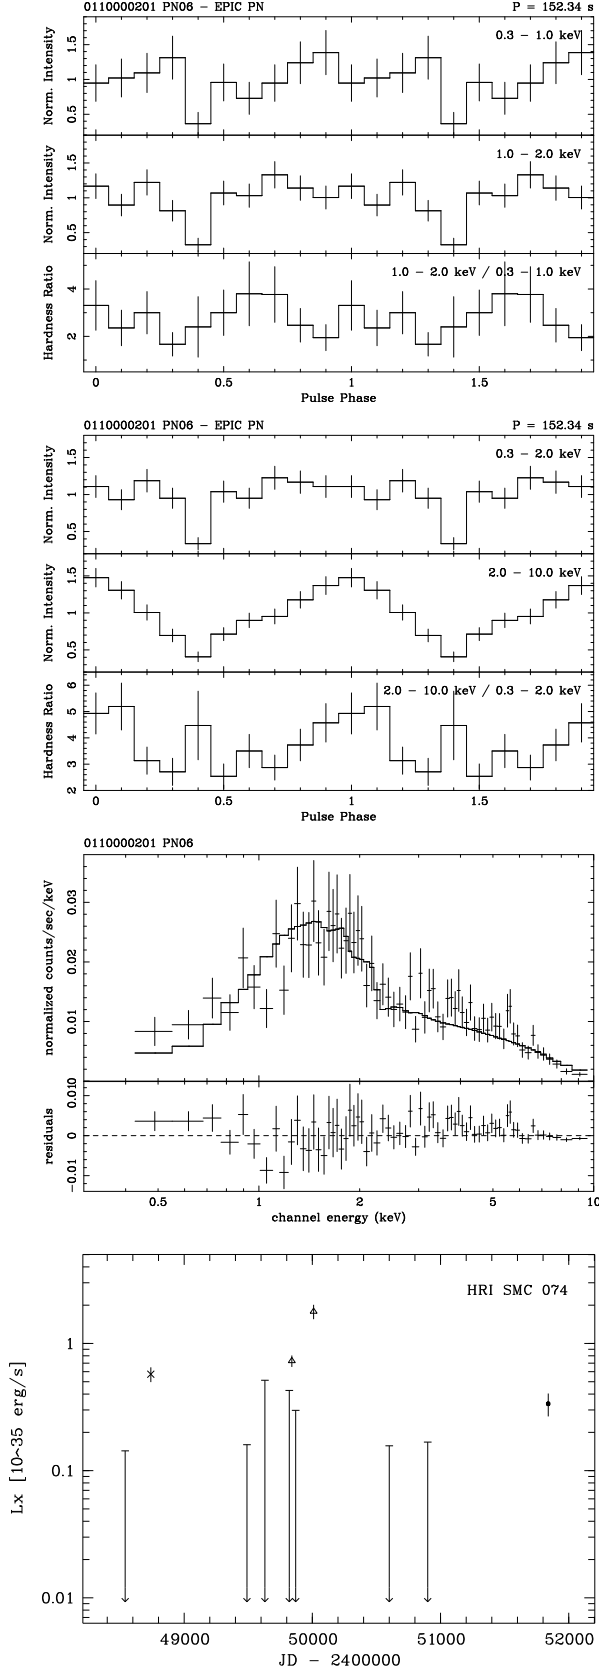 0110000201 PN06 – EPIC PN P = 152.34 s
0.3 – 1.0 keV
Norm. Intensity
0.5 1 1.5
1.0 – 2.0 keV
Norm. Intensity
0.5 1 1.5
1.0 – 2.0 keV / 0.3 – 1.0 keV
Hardness Ratio
2 4
0 0.5 1 1.5
Pulse Phase
0110000201 PN06 – EPIC PN P = 152.34 s
0.3 – 2.0 keV
Norm. Intensity
0.5 1 1.5
2.0 – 10.0 keV
Norm. Intensity
0.5 1 1.5
2.0 – 10.0 keV / 0.3 – 2.0 keV
Hardness Ratio
2 3 4 5 6
0 0.5 1 1.5
Pulse Phase
0110000201 PN06
normalized counts/sec/keV
0.01 0.02 0.03
residuals
−0.01 0 0.010
0.5 1 2 5 10
channel energy (keV)
HRI SMC 074
Lx [10~35 erg/s]
1
0.1
0.01
49000 50000 51000 52000
JD – 2400000